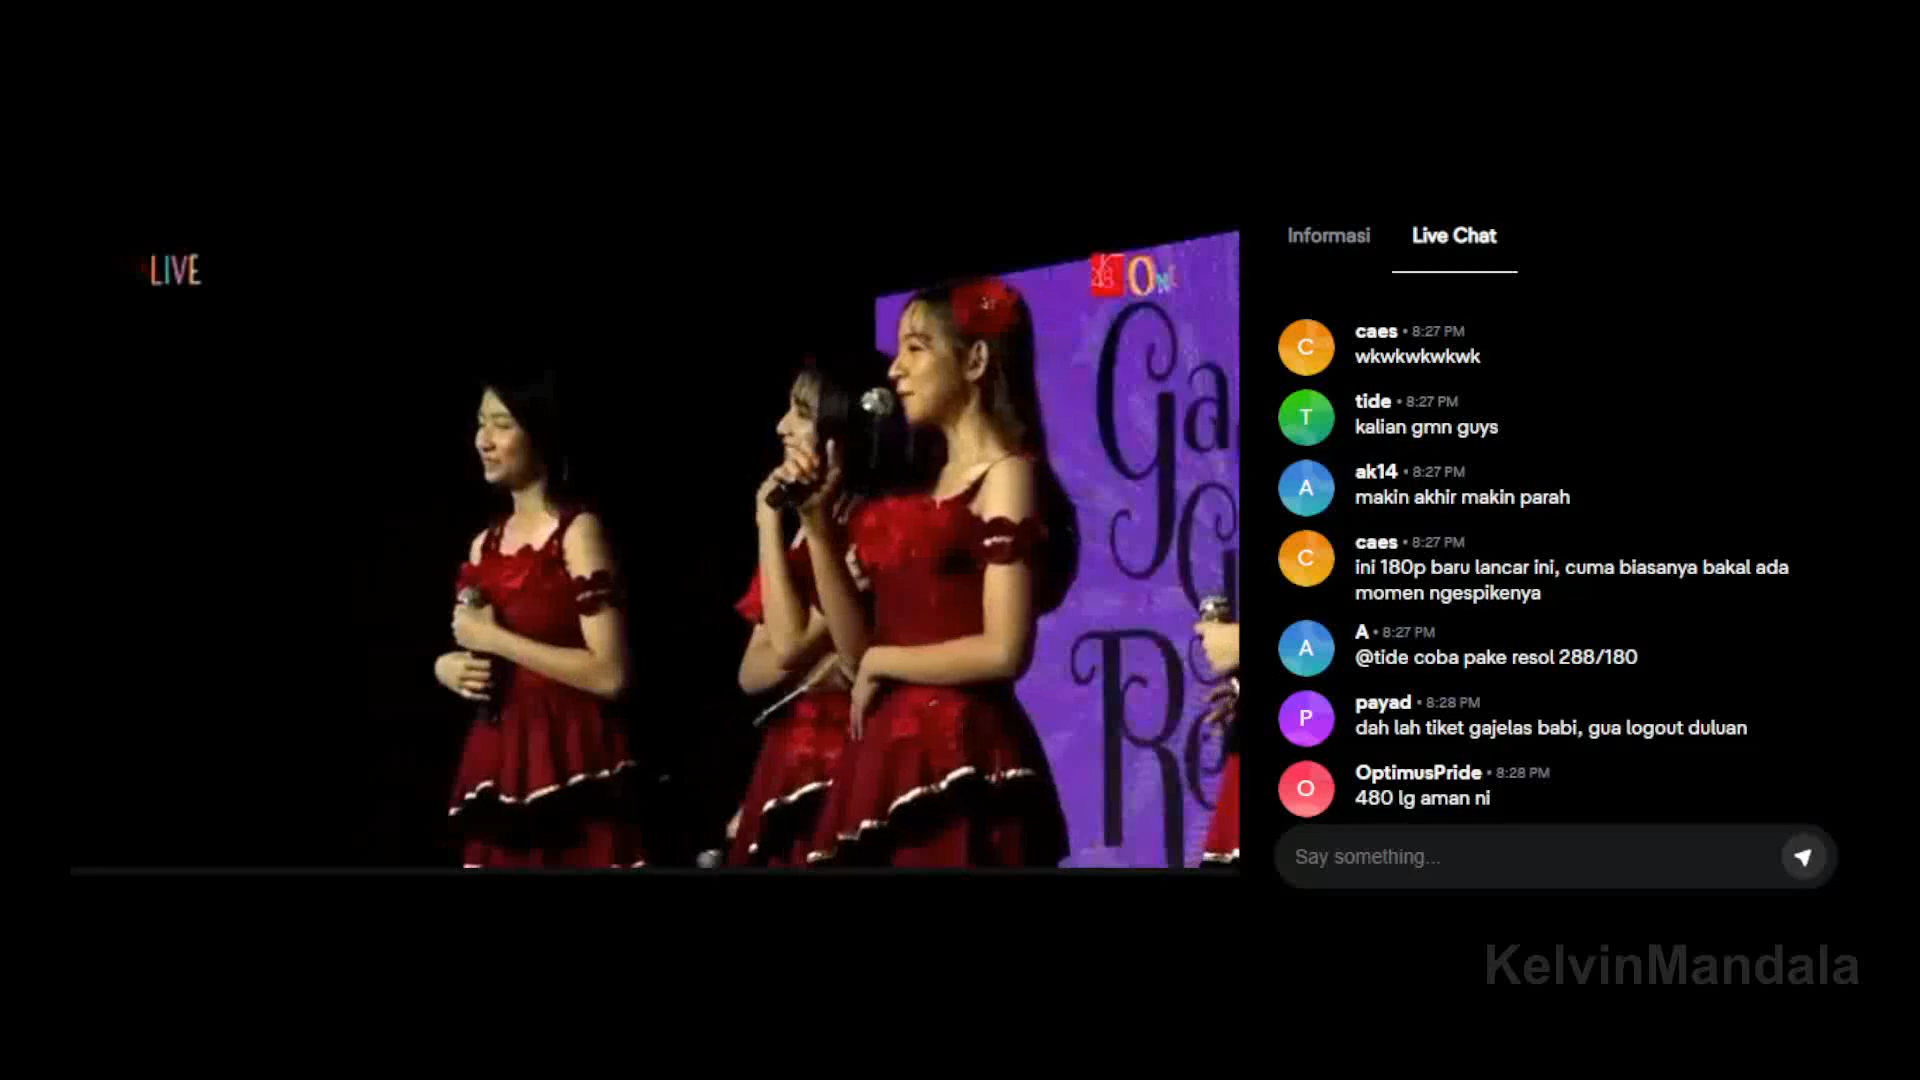 LIVE
ONE
Ga
G
Re
Informasi
Live Chat
C
caes • 8:27 PM
wkwkwkwkwk
T
tide • 8:27 PM
kalian gmn guys
A
ak14 • 8:27 PM
makin akhir makin parah
C
caes • 8:27 PM
ini 180p baru lancar ini, cuma biasanya bakal ada
momen ngespikenya
A
A • 8:27 PM
@tide coba pake resol 288/180
P
payad • 8:28 PM
dah lah tiket gajelas babi, gua logout duluan
O
OptimusPride • 8:28 PM
480 lg aman ni
Say something...
KelvinMandala